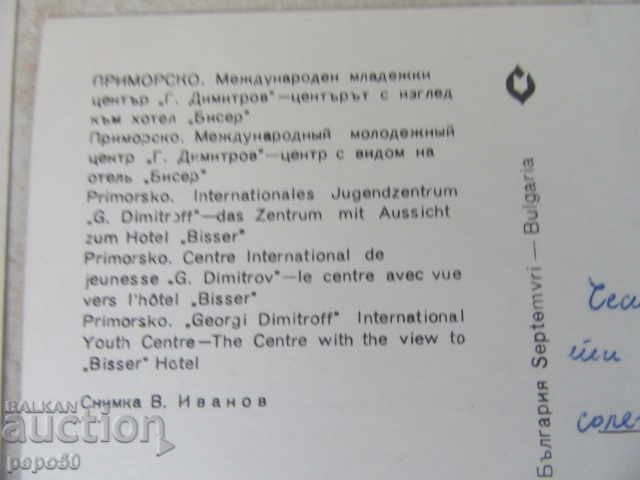 ПРИМОРСКО. Международен младежки
център „Г. Димитров"—центърът с изглед
към хотел „Бисер"
Приморско. Международный молодежный
центр „Г. Димитров"—центр с видом на
отель „Бисер"
Primorsko. Internationales Jugendzentrum
„G. Dimitroff"—das Zentrum mit Aussicht
zum Hotel „Bisser"
Primorsko. Centre International de
jeunesse „G. Dimitrov"—le centre avec vue
vers l'hôtel „Bisser"
Primorsko. „Georgi Dimitroff" International
Youth Centre—The Centre with the view to
„Bisser" Hotel
Снимка В. Иванов
България Septemvri — Bulgaria
BALKAN
auction
papo50